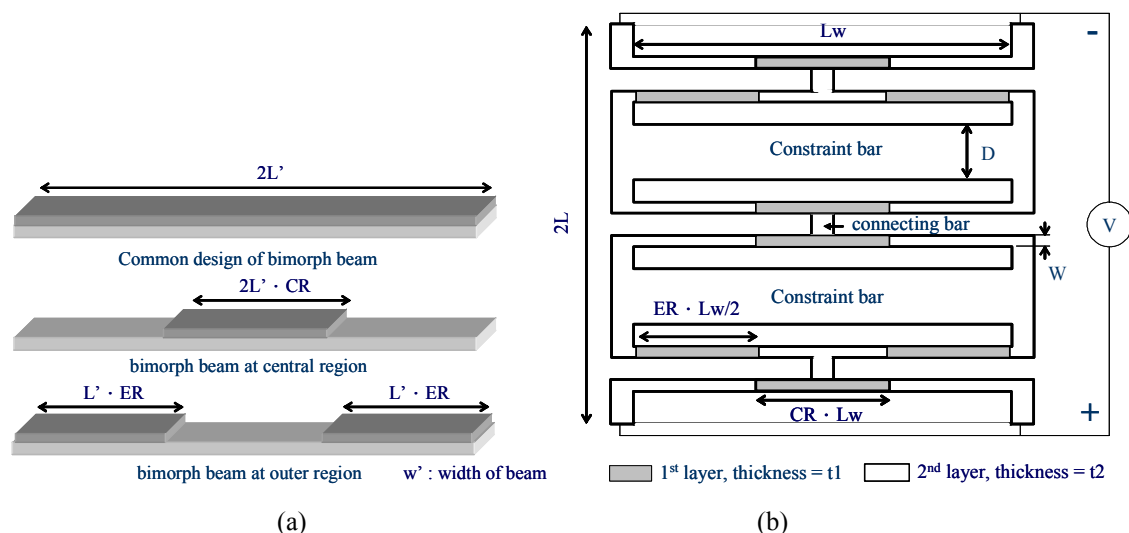 2L’
Common design of bimorph beam
2L’ · CR
bimorph beam at central region
L’ · ER
L’ · ER
bimorph beam at outer region
w’ : width of beam
(a)
Lw
-
Constraint bar
D
2L
connecting bar
V
W
Constraint bar
ER · Lw/2
CR · Lw
+
1st layer, thickness = t1
2nd layer, thickness = t2
(b)